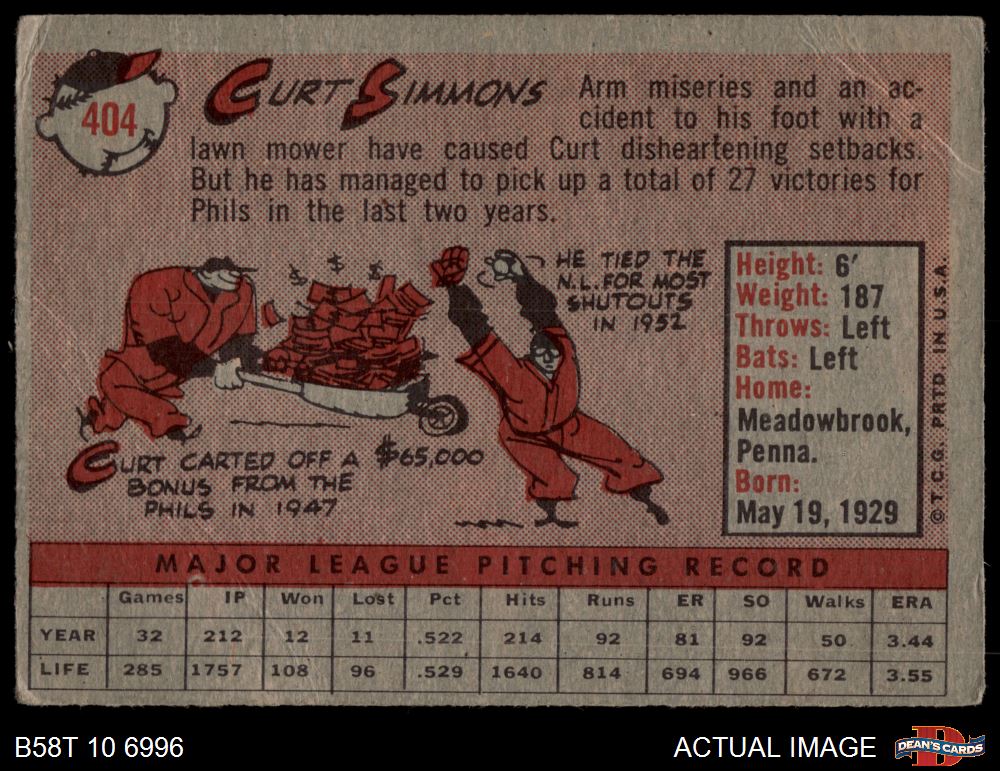 404
CURT SIMMONS
Arm miseries and an ac-
cident to his foot with a
lawn mower have caused Curt disheartening setbacks.
But he has managed to pick up a total of 27 victories for
Phils in the last two years.
$ $ $
HE TIED THE
N.L. FOR MOST
SHUTOUTS
IN 1952
CURT CARTED OFF A $65,000
BONUS FROM THE
PHILS IN 1947
Height: 6'
Weight: 187
Throws: Left
Bats: Left
Home:
Meadowbrook,
Penna.
Born:
May 19, 1929
© T.C.G. PRTD. IN U.S.A.
MAJOR LEAGUE PITCHING RECORD
Games IP Won Lost Pct Hits Runs ER SO Walks ERA
YEAR 32 212 12 11 .522 214 92 81 92 50 3.44
LIFE 285 1757 108 96 .529 1640 814 694 966 672 3.55
B58T 10 6996
ACTUAL IMAGE
D
DEAN'S CARDS